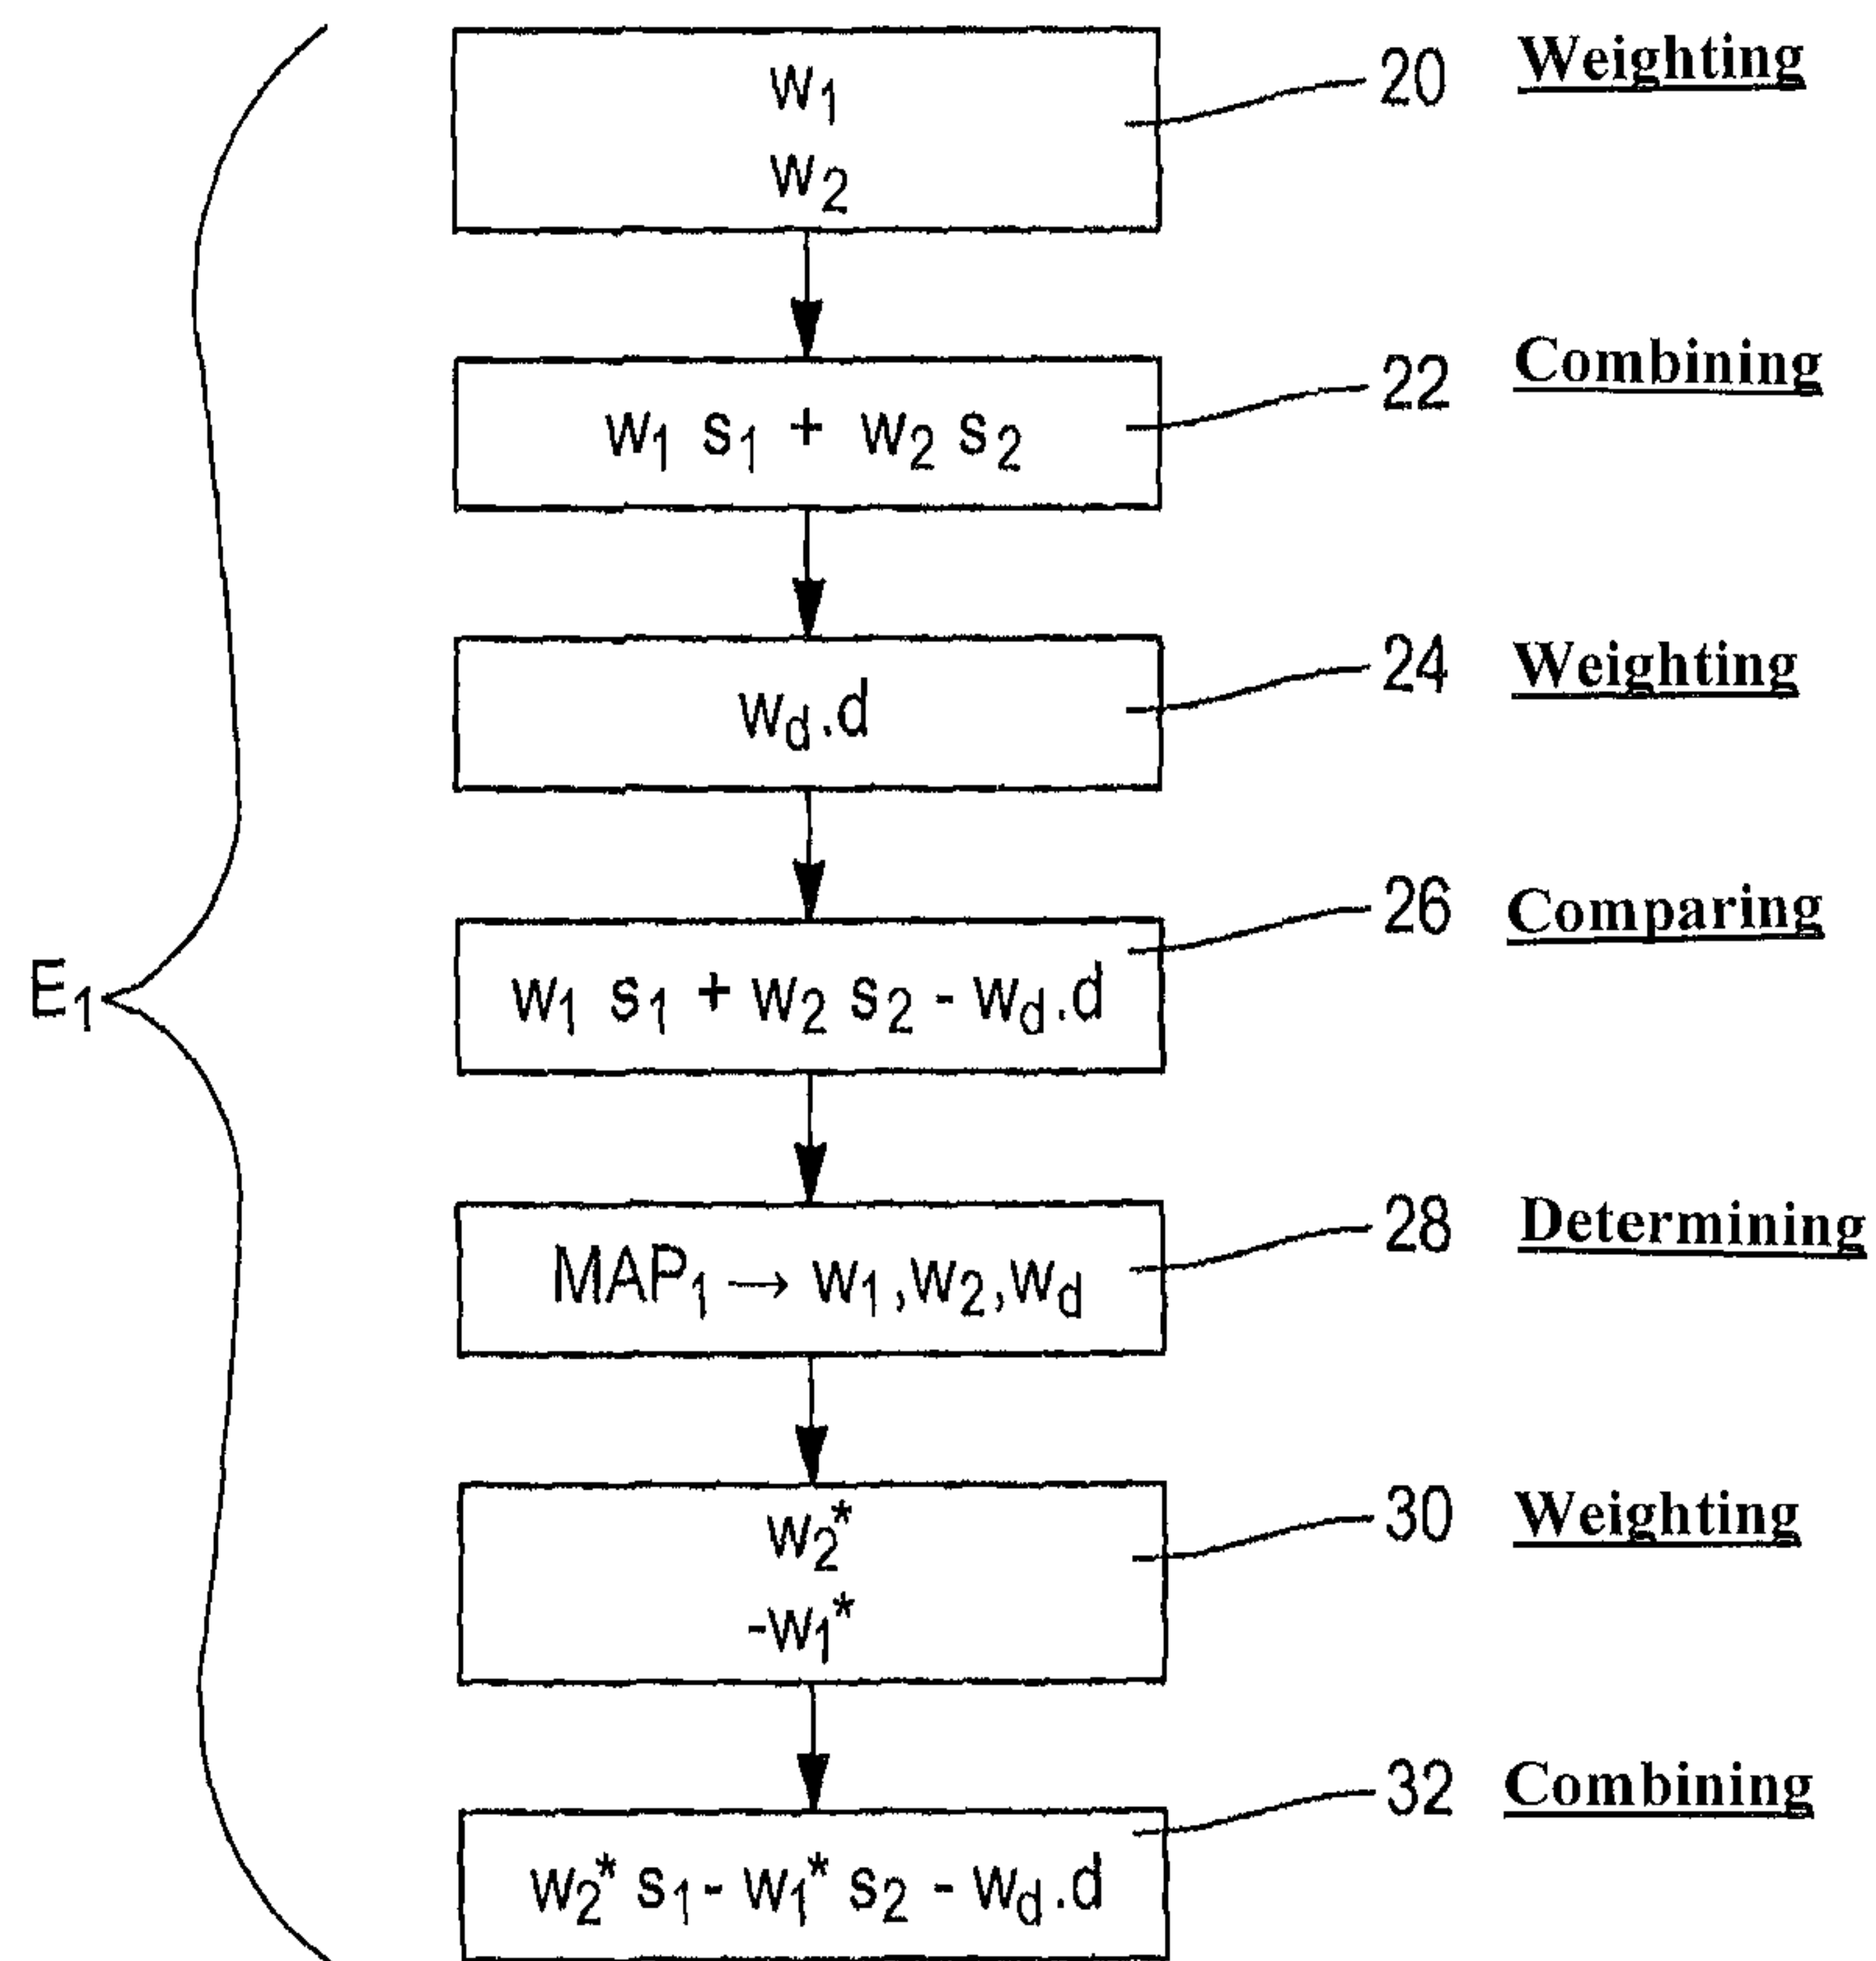 w1
w2
20 Weighting
w1 s1 + w2 s2
22 Combining
wd.d
24 Weighting
w1 s1 + w2 s2 - wd.d
26 Comparing
E1
MAP1 → w1,w2,wd
28 Determining
w2*
-w1*
30 Weighting
w2* s1 - w1* s2 - wd.d
32 Combining